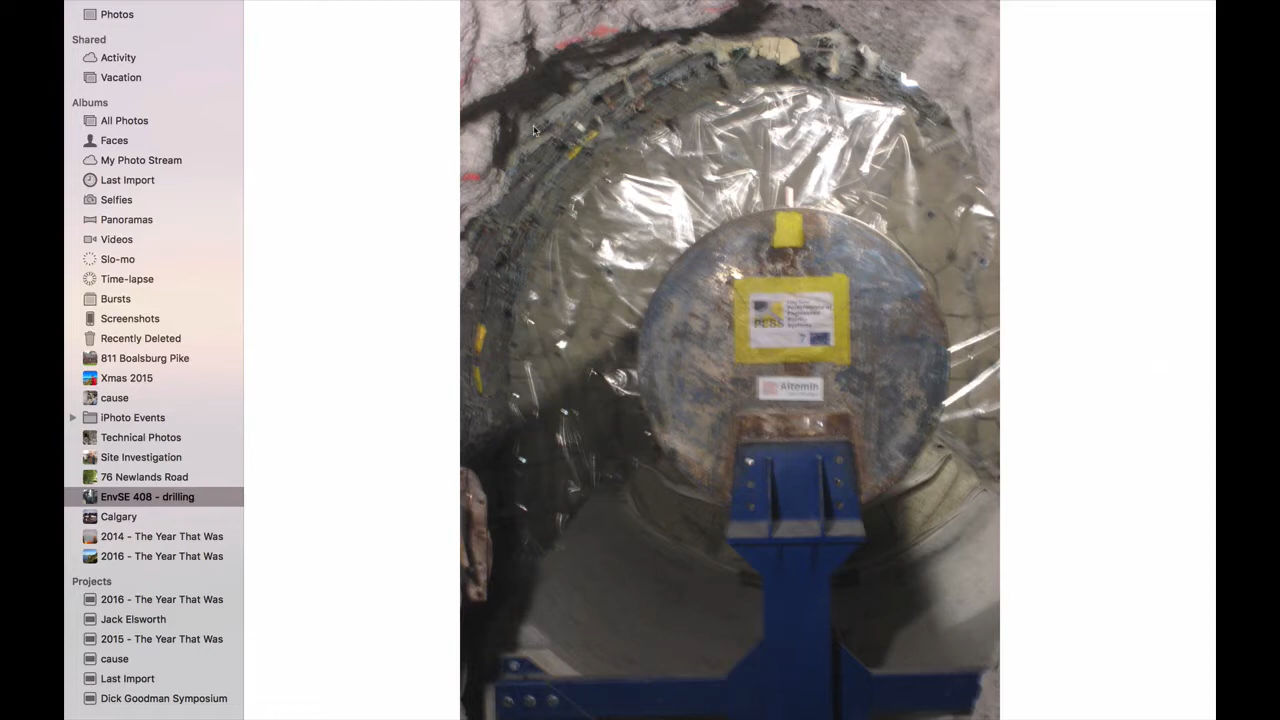 Photos
Shared
Activity
Vacation
Albums
All Photos
Faces
My Photo Stream
Last Import
Selfies
Panoramas
Videos
Slo-mo
Time-lapse
Bursts
Screenshots
Recently Deleted
811 Boalsburg Pike
Xmas 2015
cause
iPhoto Events
Technical Photos
Site Investigation
76 Newlands Road
EnvSE 408 - drilling
Calgary
2014 - The Year That Was
2016 - The Year That Was
Projects
2016 - The Year That Was
Jack Elsworth
2015 - The Year That Was
cause
Last Import
Dick Goodman Symposium
Engineered
Systems
Aitemin